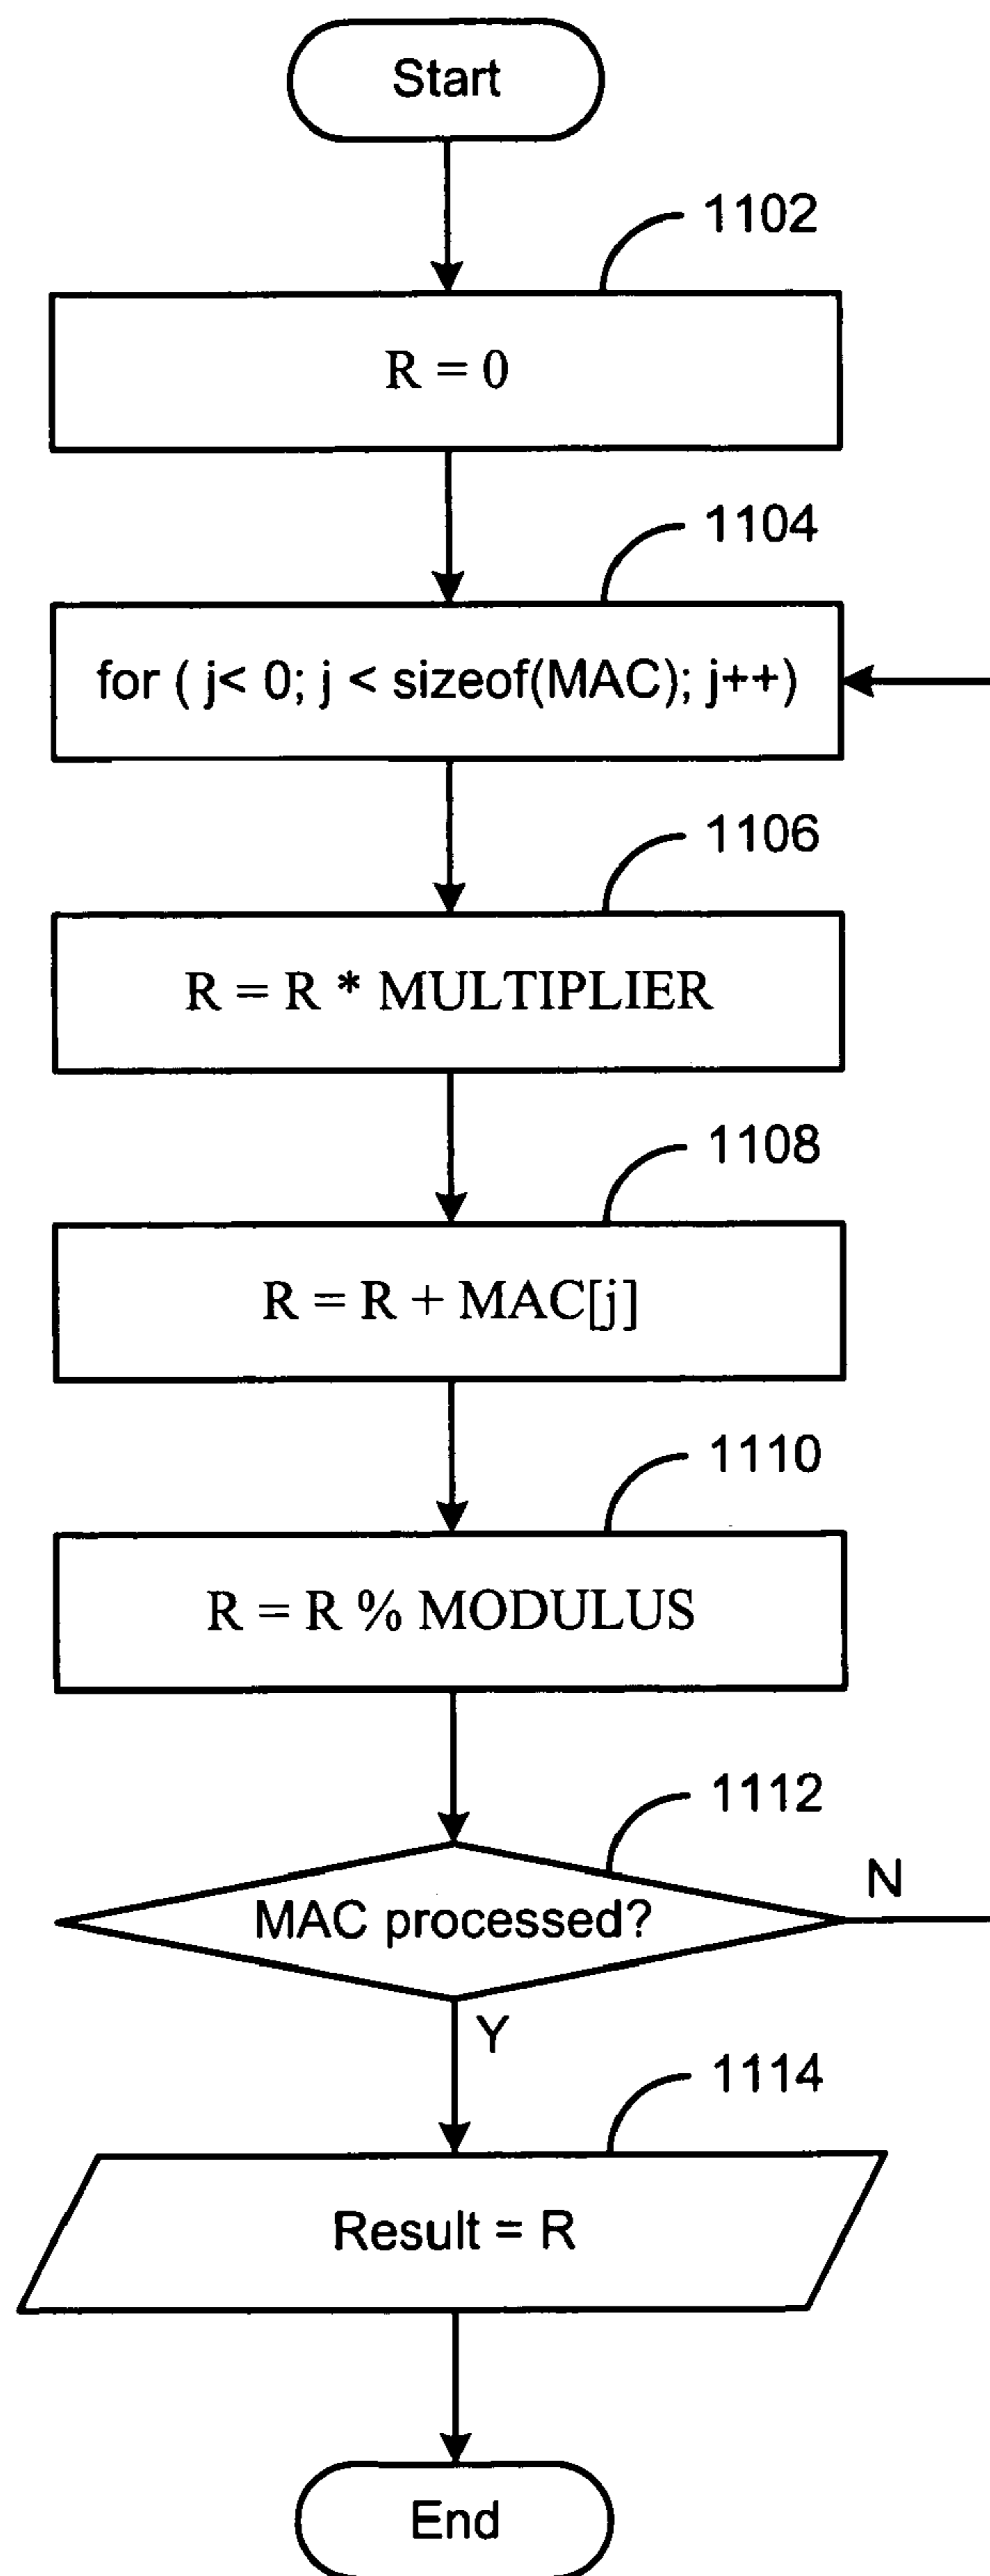 Start
1102
R = 0
1104
for ( j< 0; j < sizeof(MAC); j++)
1106
R = R * MULTIPLIER
1108
R = R + MAC[j]
1110
R = R % MODULUS
1112
MAC processed?
N
Y
1114
Result = R
End